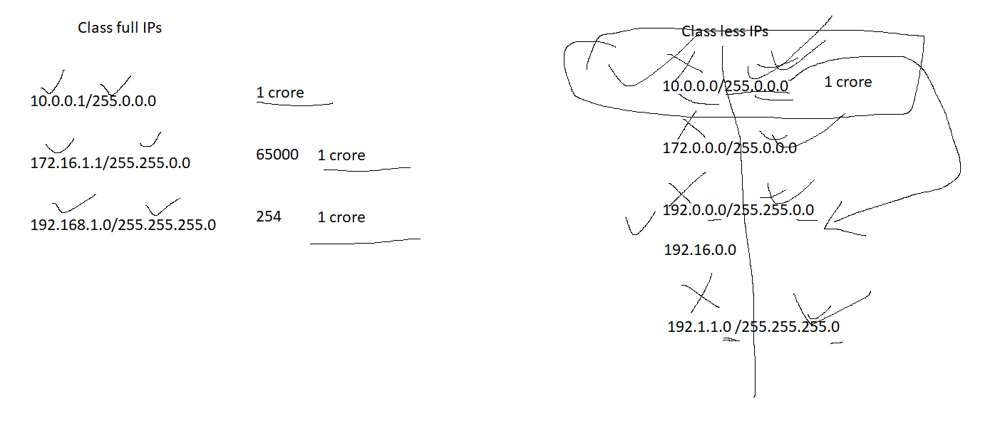 Class full IPs
10.0.0.1/255.0.0.0 1 crore
172.16.1.1/255.255.0.0 65000 1 crore
192.168.1.0/255.255.255.0 254 1 crore
Class less IPs
10.0.0.0/255.0.0.0 1 crore
172.0.0.0/255.0.0.0
192.0.0.0/255.255.0.0
192.16.0.0
192.1.1.0 /255.255.255.0